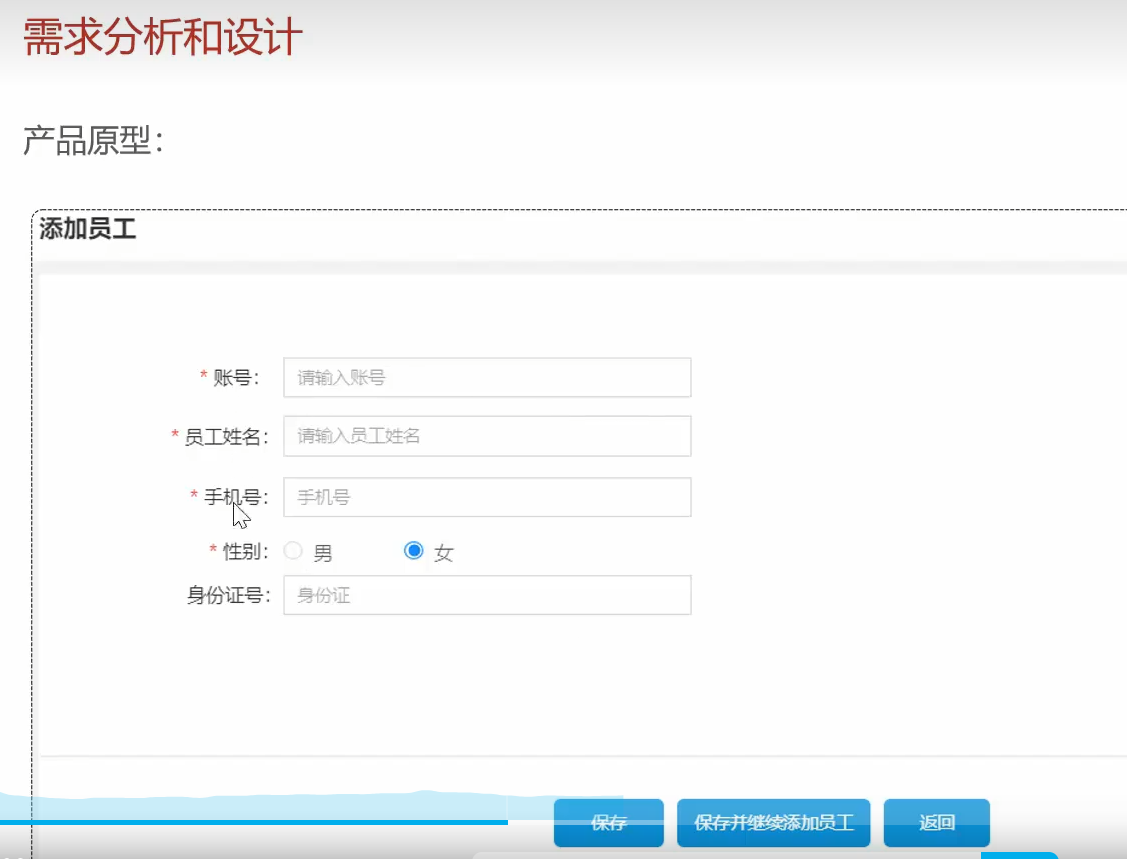 需求分析和设计
产品原型：
添加员工
* 账号： 请输入账号
* 员工姓名： 请输入员工姓名
* 手机号： 手机号
* 性别： 男 女
身份证号： 身份证
保存 保存并继续添加员工 返回